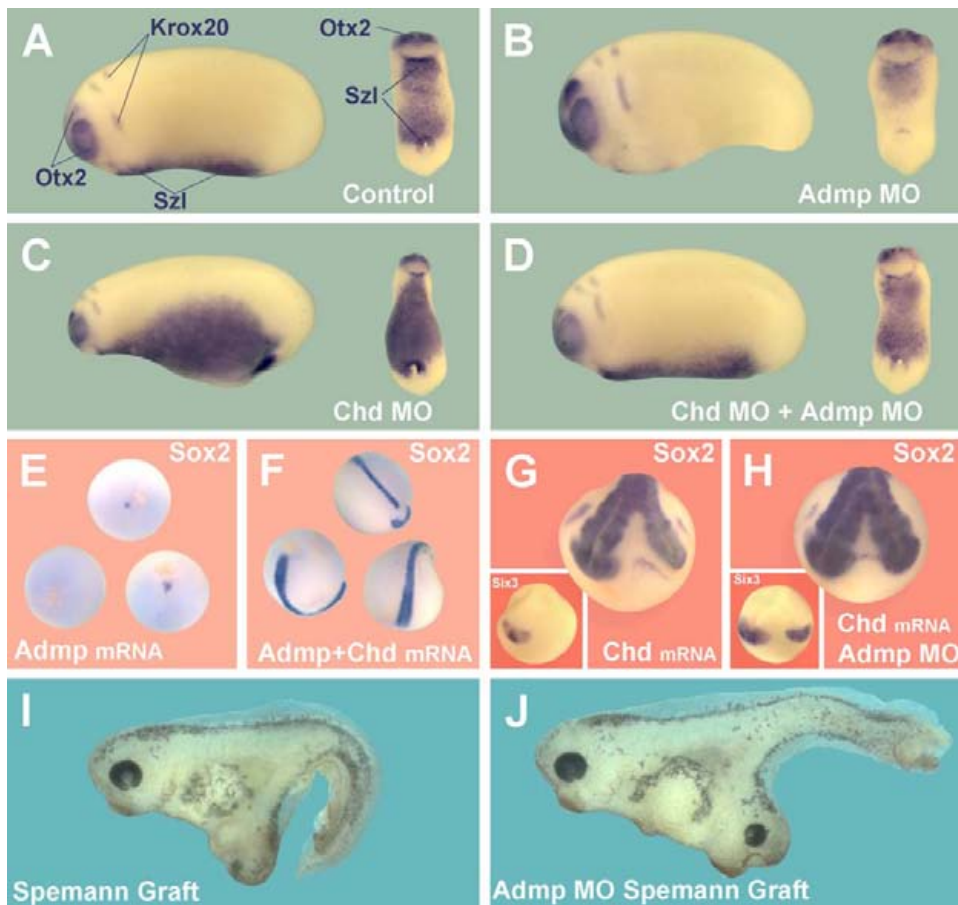 A
Krox20
Otx2
Szl
Otx2
Szl
Control
B
Admp MO
C
Chd MO
D
Chd MO + Admp MO
E
Sox2
Admp mRNA
F
Sox2
Admp+Chd mRNA
G
Sox2
Six3
Chd mRNA
H
Sox2
Six3
Chd mRNA
Admp MO
I
Spemann Graft
J
Admp MO Spemann Graft